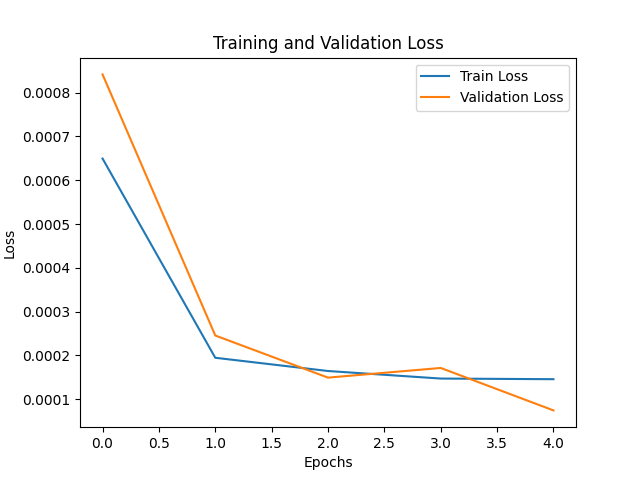 Training and Validation Loss
Train Loss
Validation Loss
0.0008
0.0007
0.0006
0.0005
0.0004
0.0003
0.0002
0.0001
Loss
0.0 0.5 1.0 1.5 2.0 2.5 3.0 3.5 4.0
Epochs